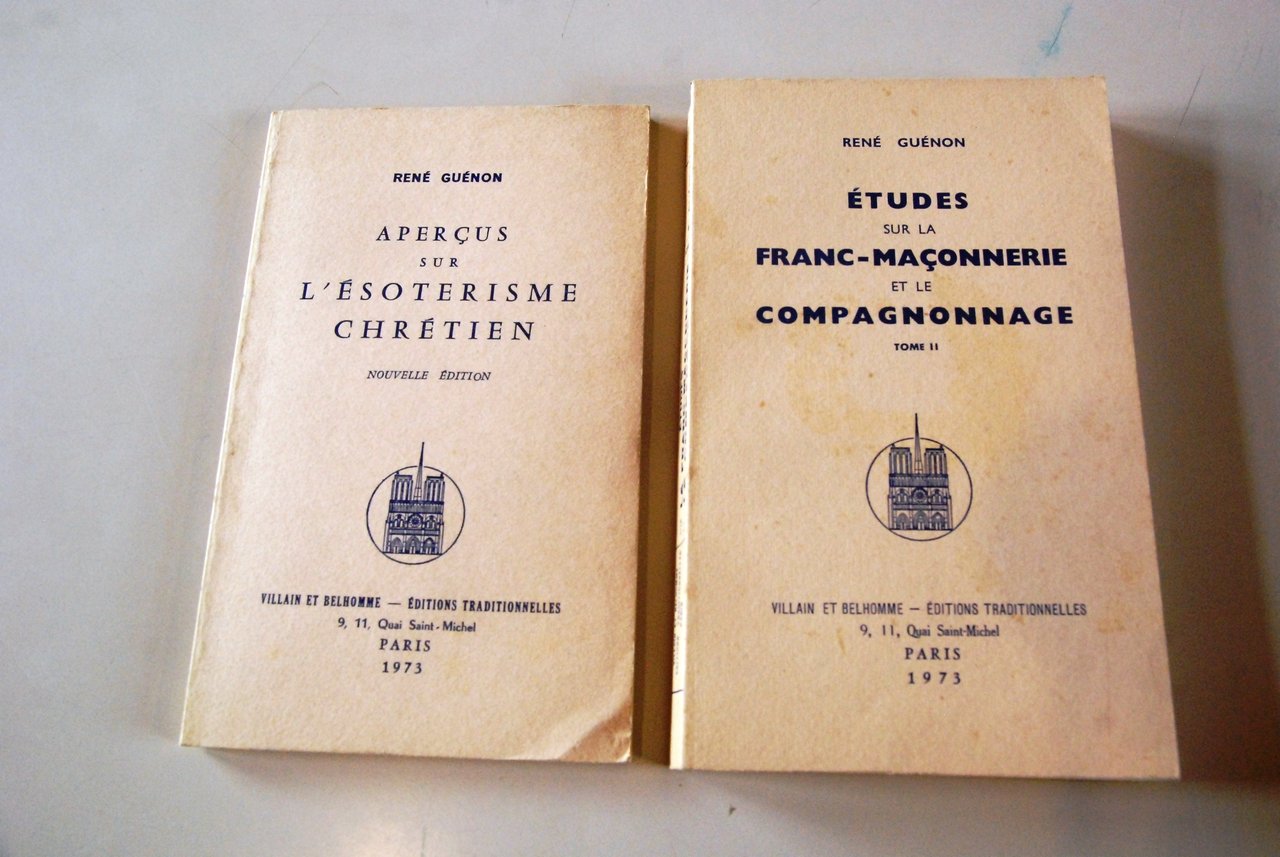 RENÉ GUÉNON
APERÇUS
SUR
L'ÉSOTERISME
CHRÉTIEN
NOUVELLE ÉDITION
VILLAIN ET BELHOMME — ÉDITIONS TRADITIONNELLES
9, 11, Quai Saint-Michel
PARIS
1973
RENÉ GUÉNON
ÉTUDES
SUR LA
FRANC-MAÇONNERIE
ET LE
COMPAGNONNAGE
TOME II
VILLAIN ET BELHOMME — ÉDITIONS TRADITIONNELLES
9, 11, Quai Saint-Michel
PARIS
1973